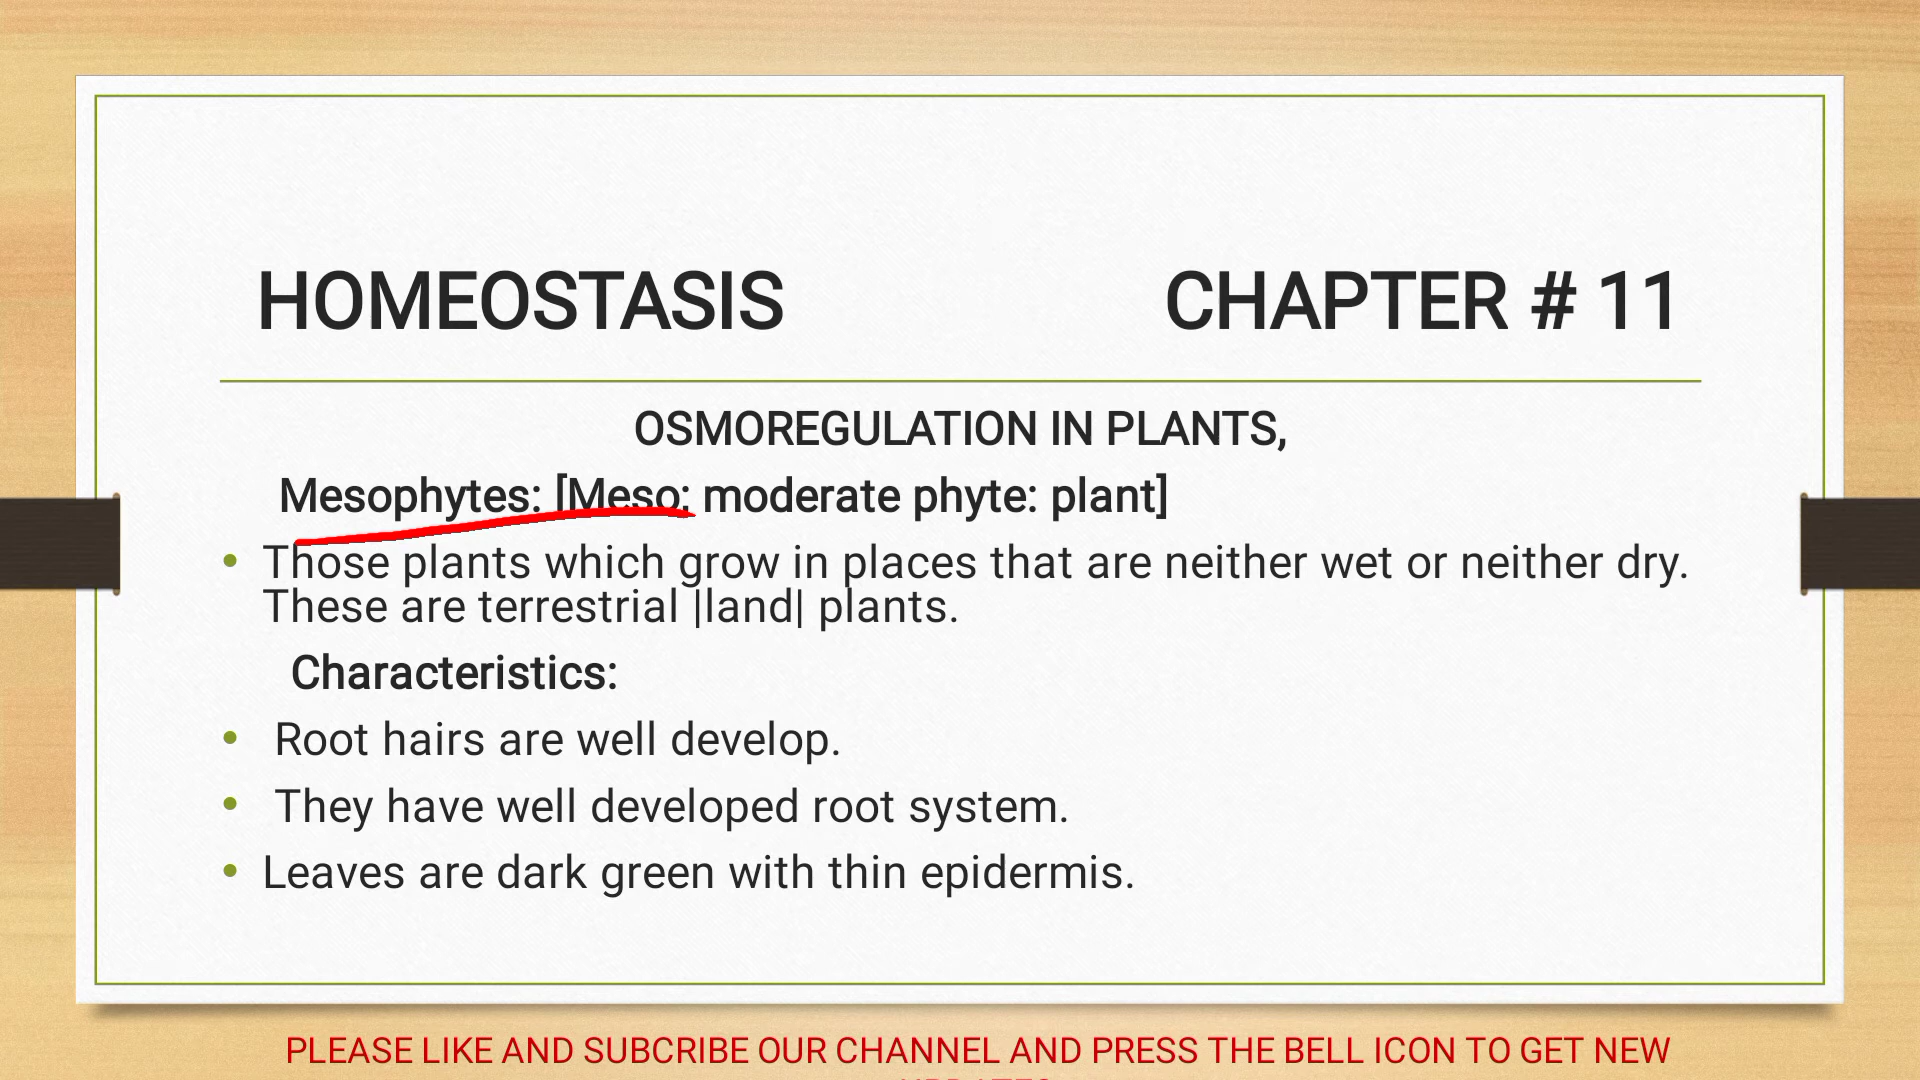 HOMEOSTASIS CHAPTER # 11
OSMOREGULATION IN PLANTS,
Mesophytes: [Meso: moderate phyte: plant]
• Those plants which grow in places that are neither wet or neither dry.
These are terrestrial |land| plants.
Characteristics:
• Root hairs are well develop.
• They have well developed root system.
• Leaves are dark green with thin epidermis.
PLEASE LIKE AND SUBCRIBE OUR CHANNEL AND PRESS THE BELL ICON TO GET NEW